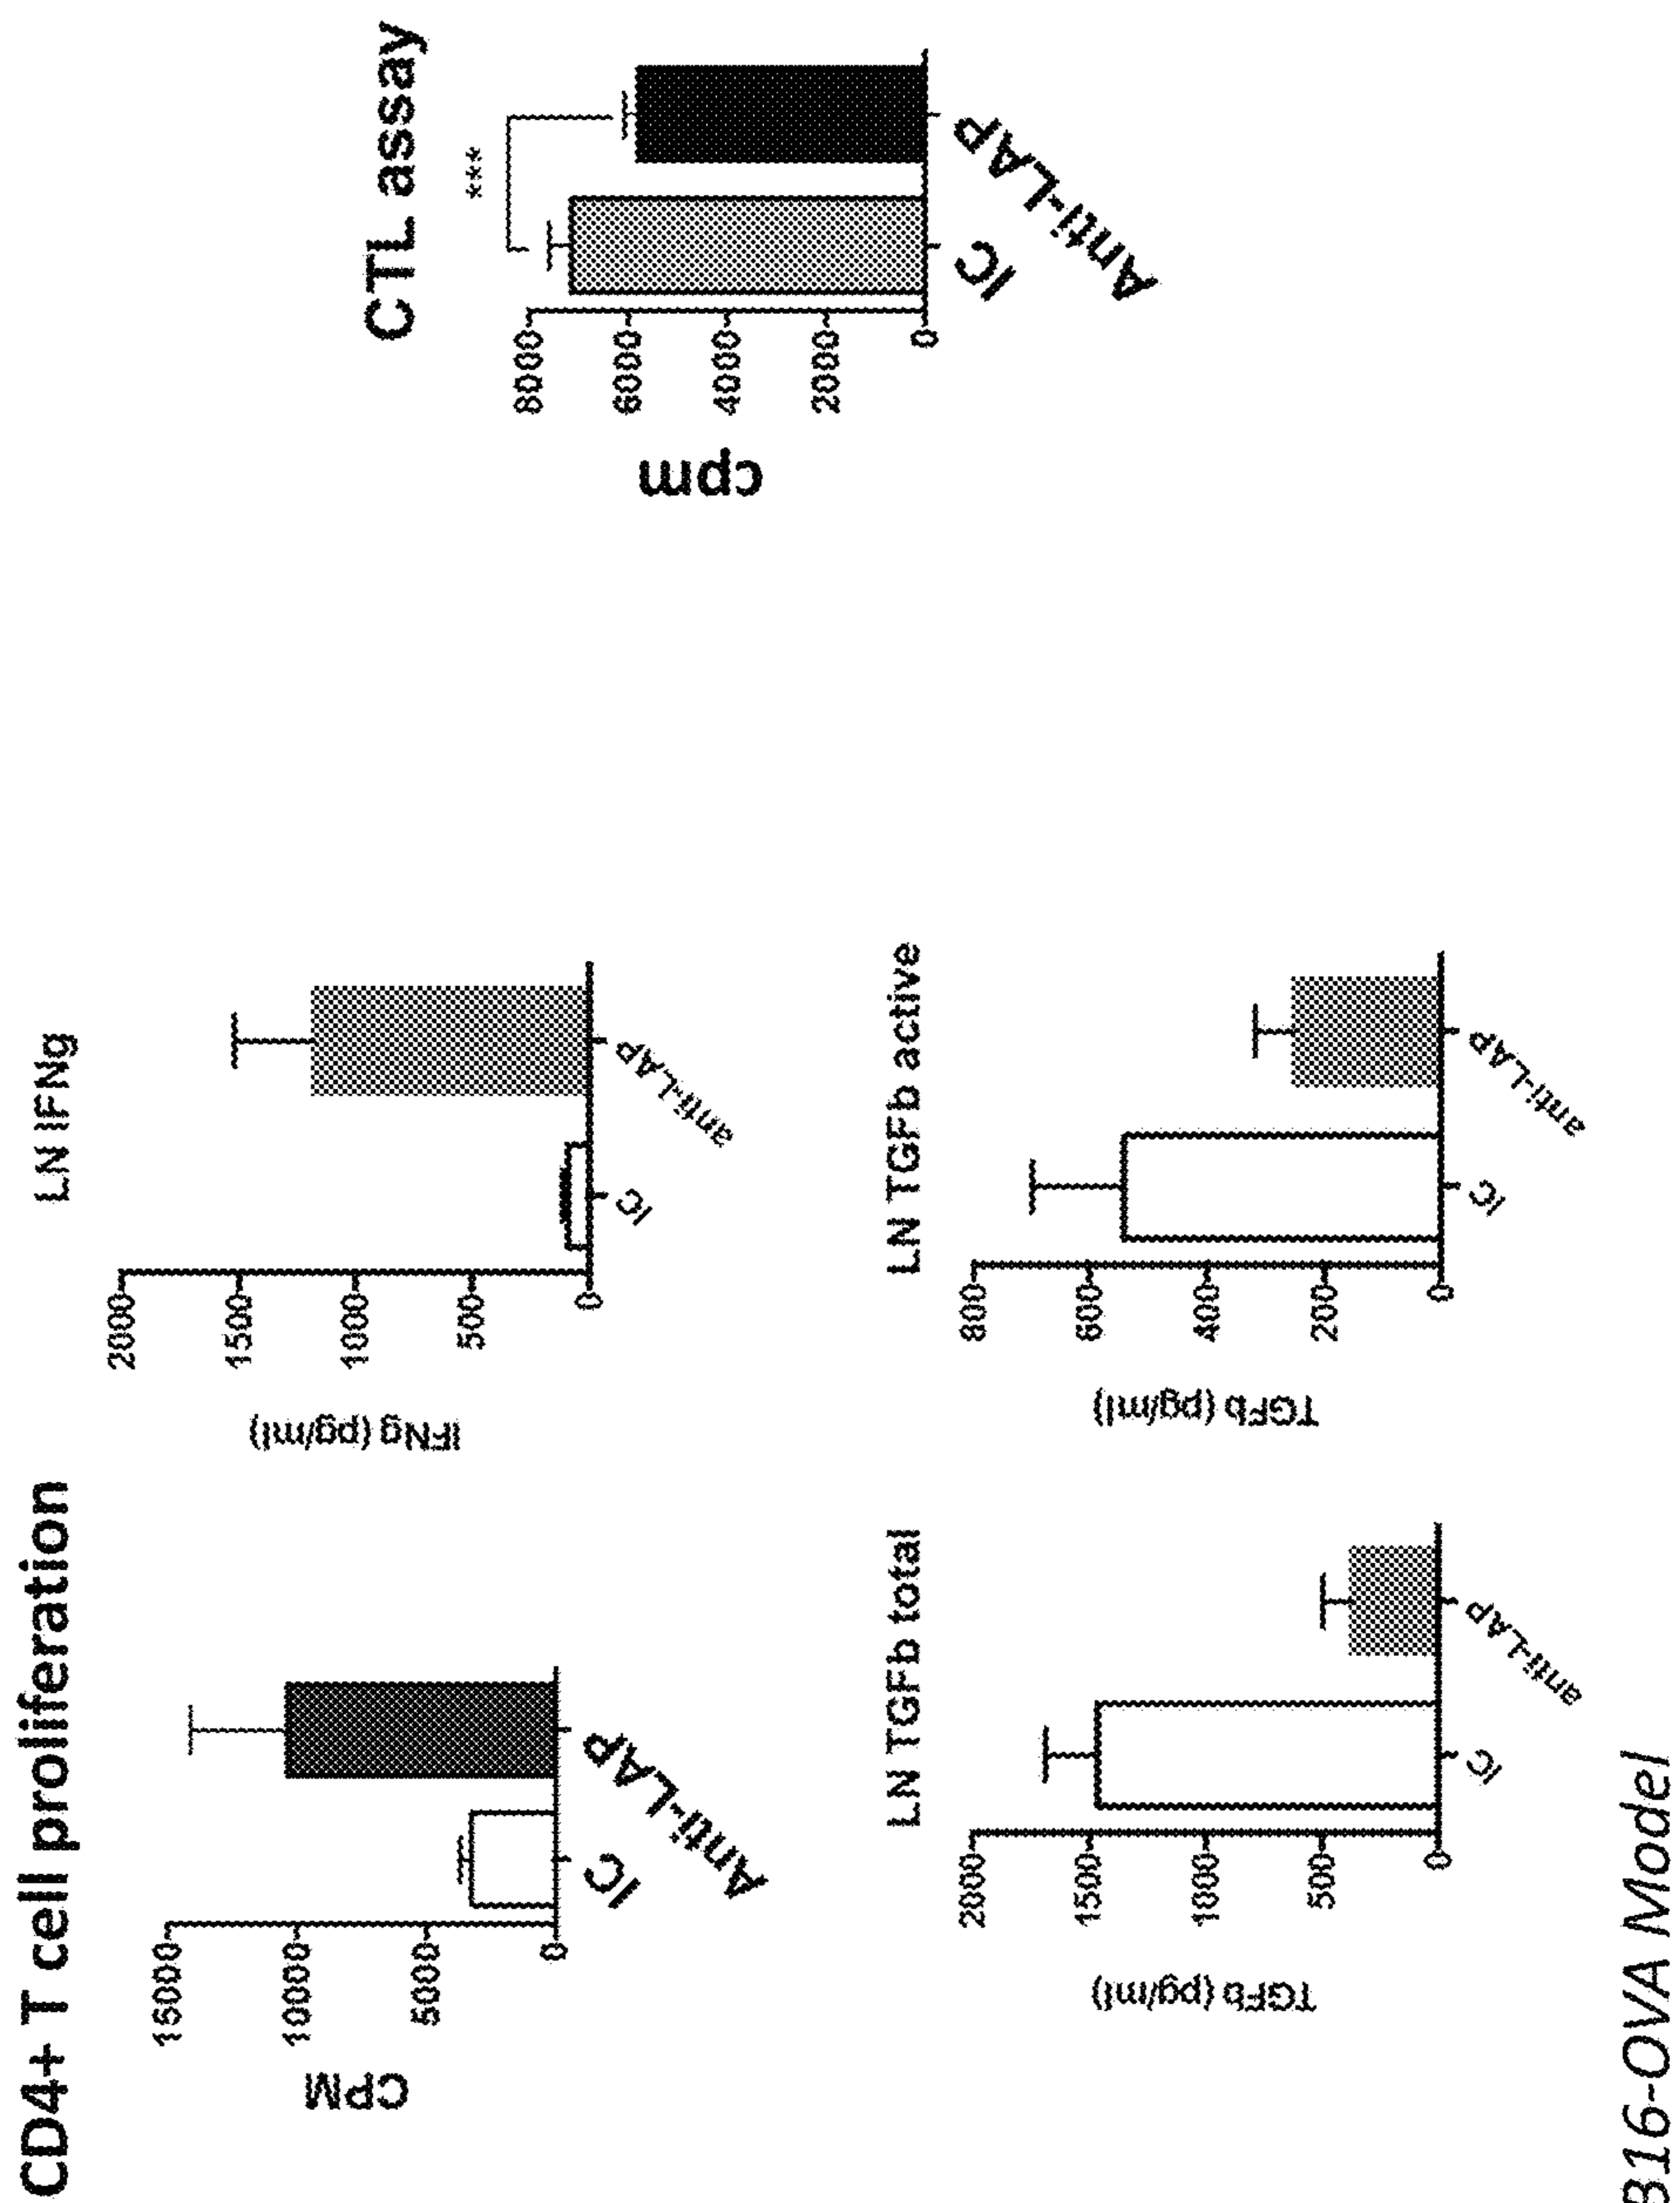 CD4+ T cell proliferation
CPM
15000
10000
5000
0
IC
Anti-LAP
LN IFNg
IFNg (pg/ml)
2000
1500
1000
500
0
IC
anti-LAP
CTL assay
***
cpm
8000
6000
4000
2000
0
IC
Anti-LAP
LN TGFb total
TGFb (pg/ml)
2000
1500
1000
500
0
IC
anti-LAP
LN TGFb active
TGFb (pg/ml)
800
600
400
200
0
IC
anti-LAP
B16-OVA Model